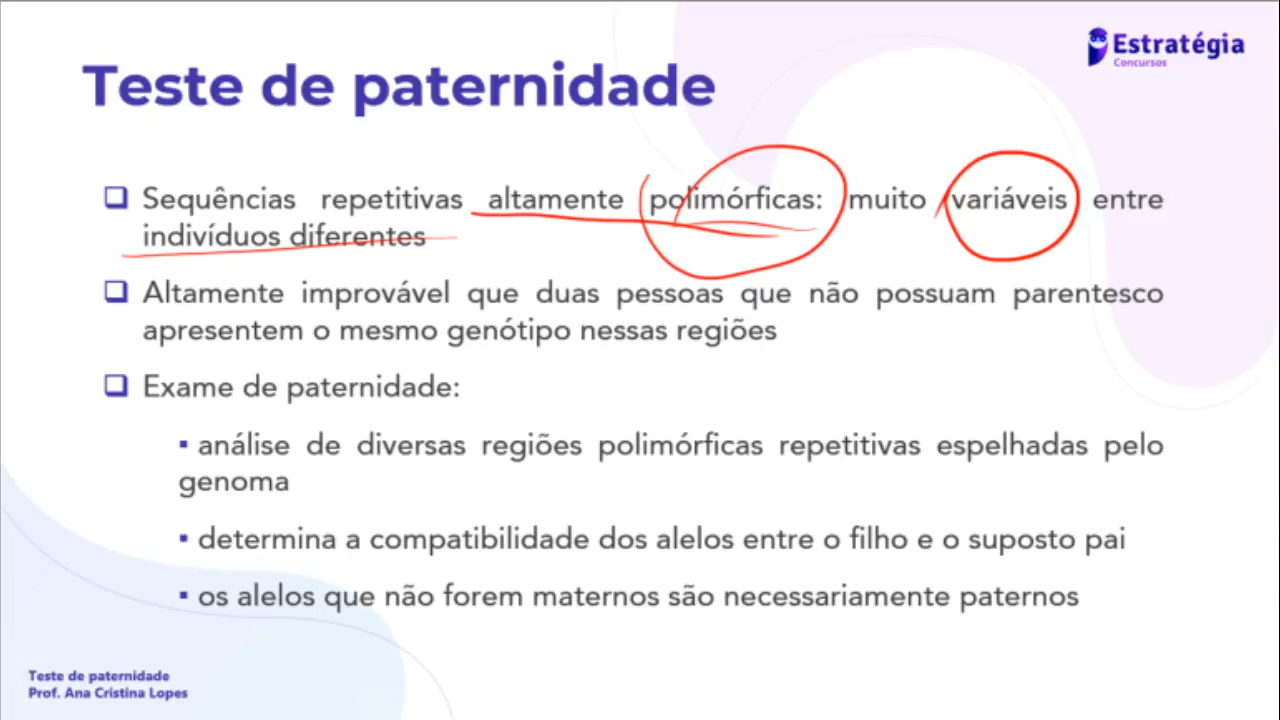 Estratégia
Concursos
Teste de paternidade
Sequências repetitivas altamente polimórficas: muito variáveis entre
indivíduos diferentes
Altamente improvável que duas pessoas que não possuam parentesco
apresentem o mesmo genótipo nessas regiões
Exame de paternidade:
análise de diversas regiões polimórficas repetitivas espelhadas pelo
genoma
determina a compatibilidade dos alelos entre o filho e o suposto pai
os alelos que não forem maternos são necessariamente paternos
Teste de paternidade
Prof. Ana Cristina Lopes